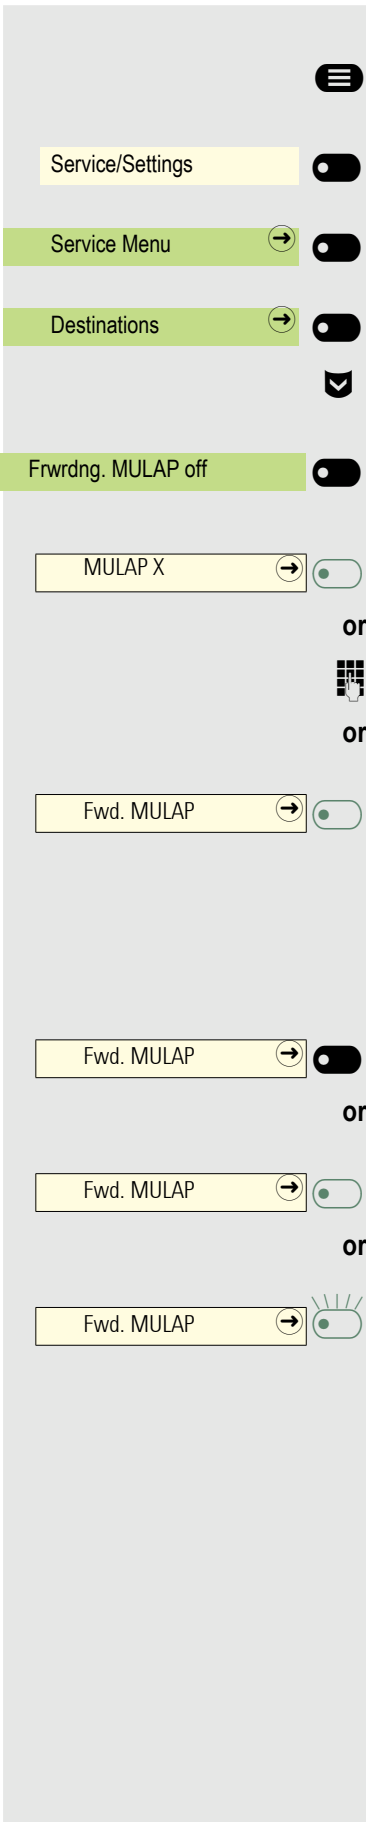 Service/Settings
Service Menu
Destinations
Frwrdng. MULAP off
MULAP X
or
or
Fwd. MULAP
Fwd. MULAP
or
Fwd. MULAP
or
Fwd. MULAP